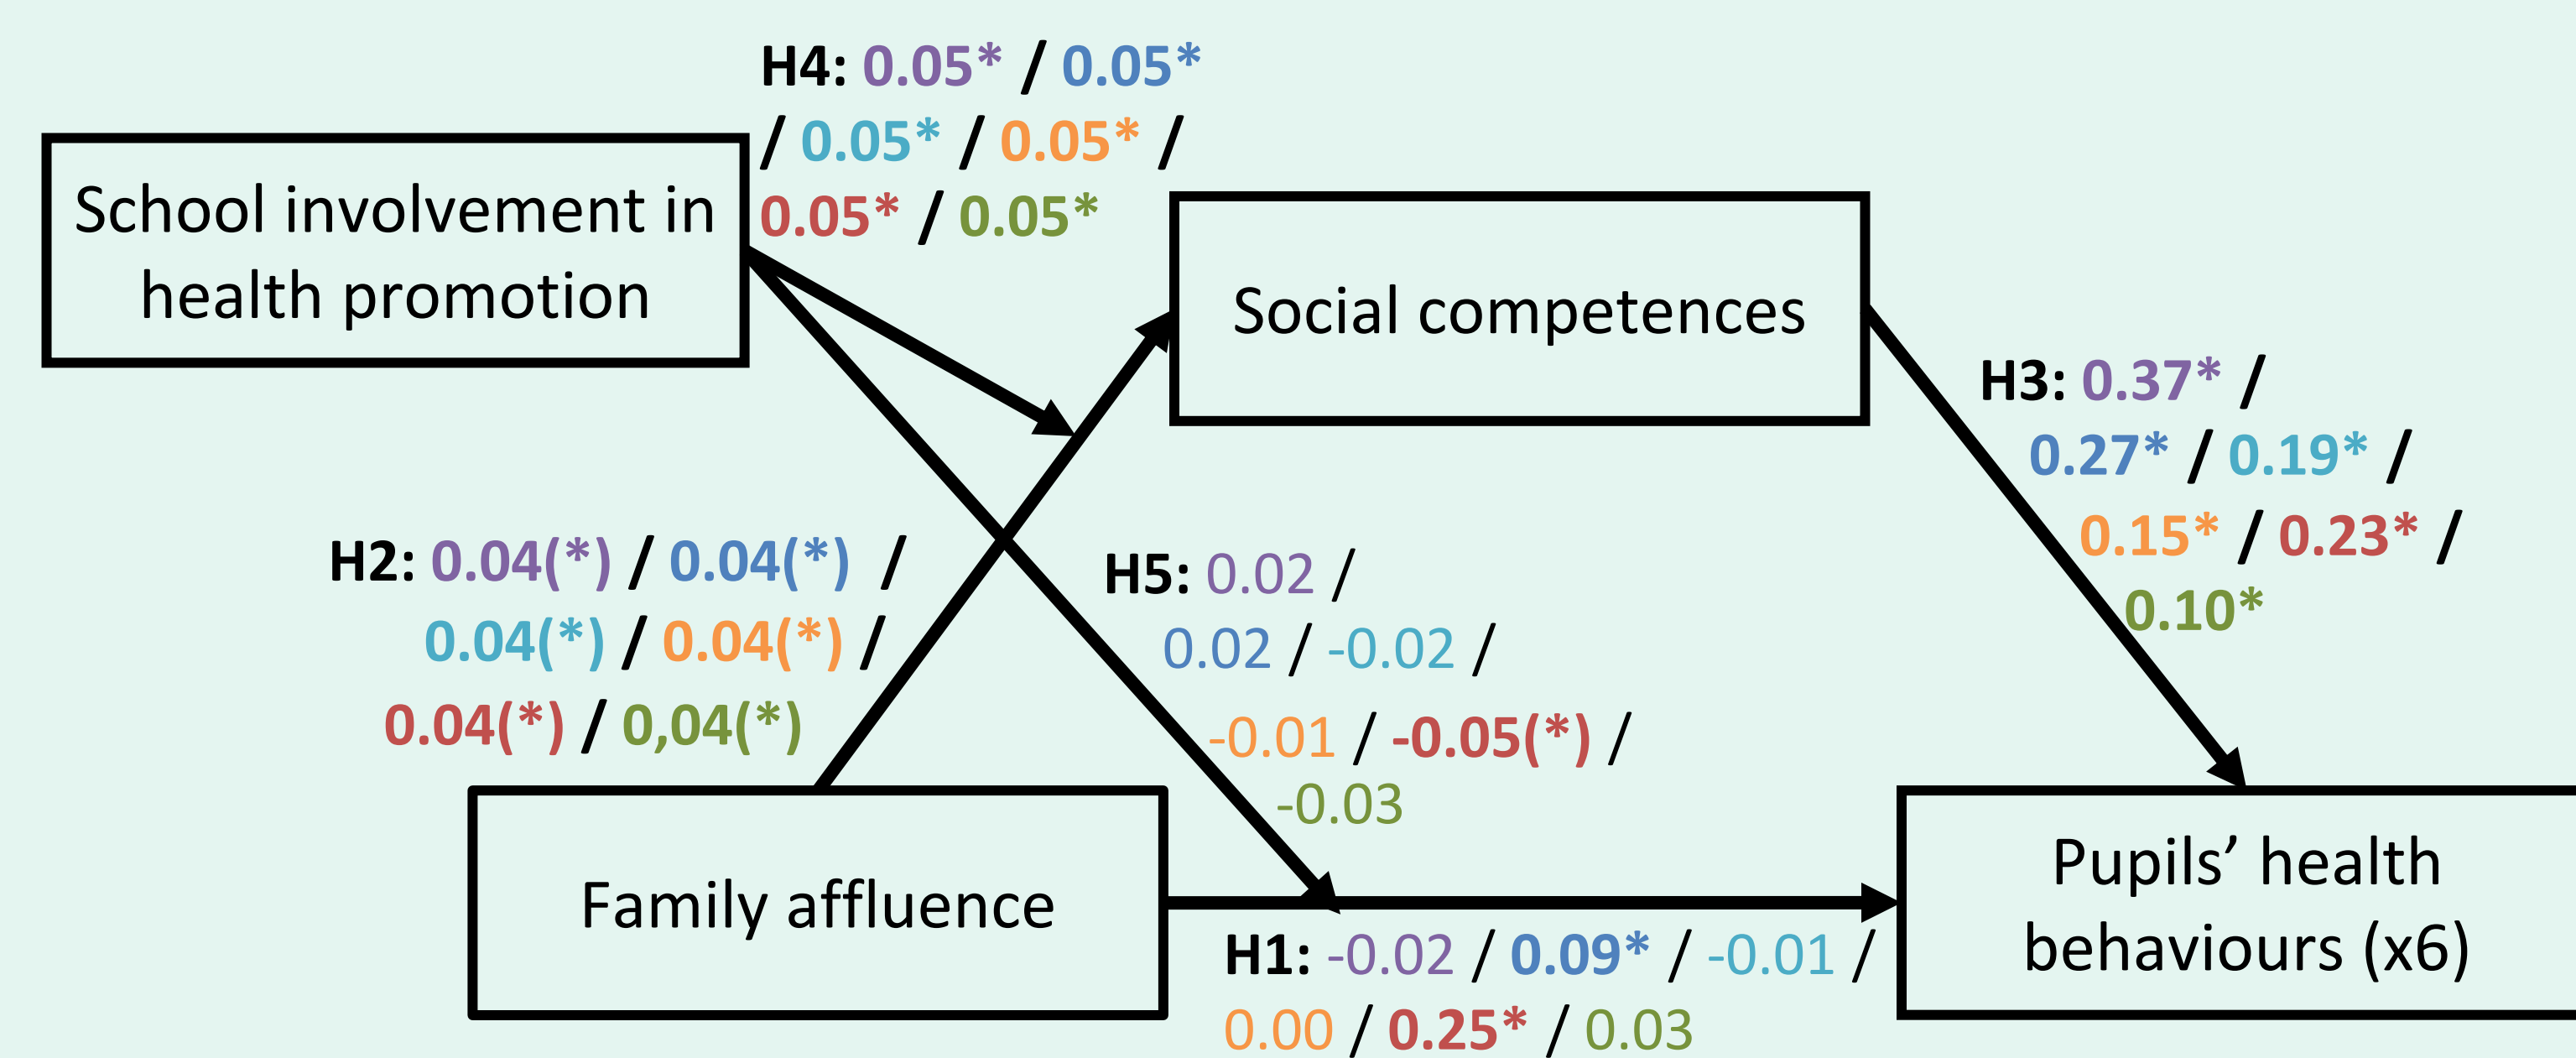 H4: 0.05* / 0.05*
/ 0.05* / 0.05* /
0.05* / 0.05*
School involvement in
health promotion
Social competences
H3: 0.37* /
0.27* / 0.19* /
0.15* / 0.23* /
0.10*
H2: 0.04(*) / 0.04(*) /
0.04(*) / 0.04(*) /
0.04(*) / 0,04(*)
H5: 0.02 /
0.02 / -0.02 /
-0.01 / -0.05(*) /
-0.03
Family affluence
Pupils’ health
behaviours (x6)
H1: -0.02 / 0.09* / -0.01 /
0.00 / 0.25* / 0.03